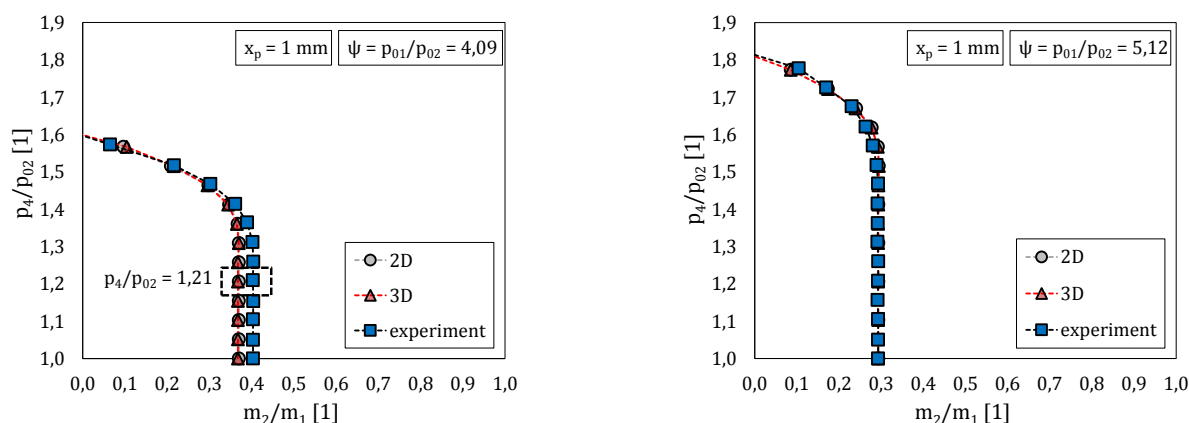 1,9
1,8
1,7
1,6
1,5
1,4
1,3
1,2
1,1
1,0
p₄/p₀₂ [1]
xₚ = 1 mm
ψ = p₀₁/p₀₂ = 4,09
p₄/p₀₂ = 1,21
2D
3D
experiment
0,0 0,1 0,2 0,3 0,4 0,5 0,6 0,7 0,8 0,9 1,0
m₂/m₁ [1]
1,9
1,8
1,7
1,6
1,5
1,4
1,3
1,2
1,1
1,0
p₄/p₀₂ [1]
xₚ = 1 mm
ψ = p₀₁/p₀₂ = 5,12
2D
3D
experiment
0,0 0,1 0,2 0,3 0,4 0,5 0,6 0,7 0,8 0,9 1,0
m₂/m₁ [1]